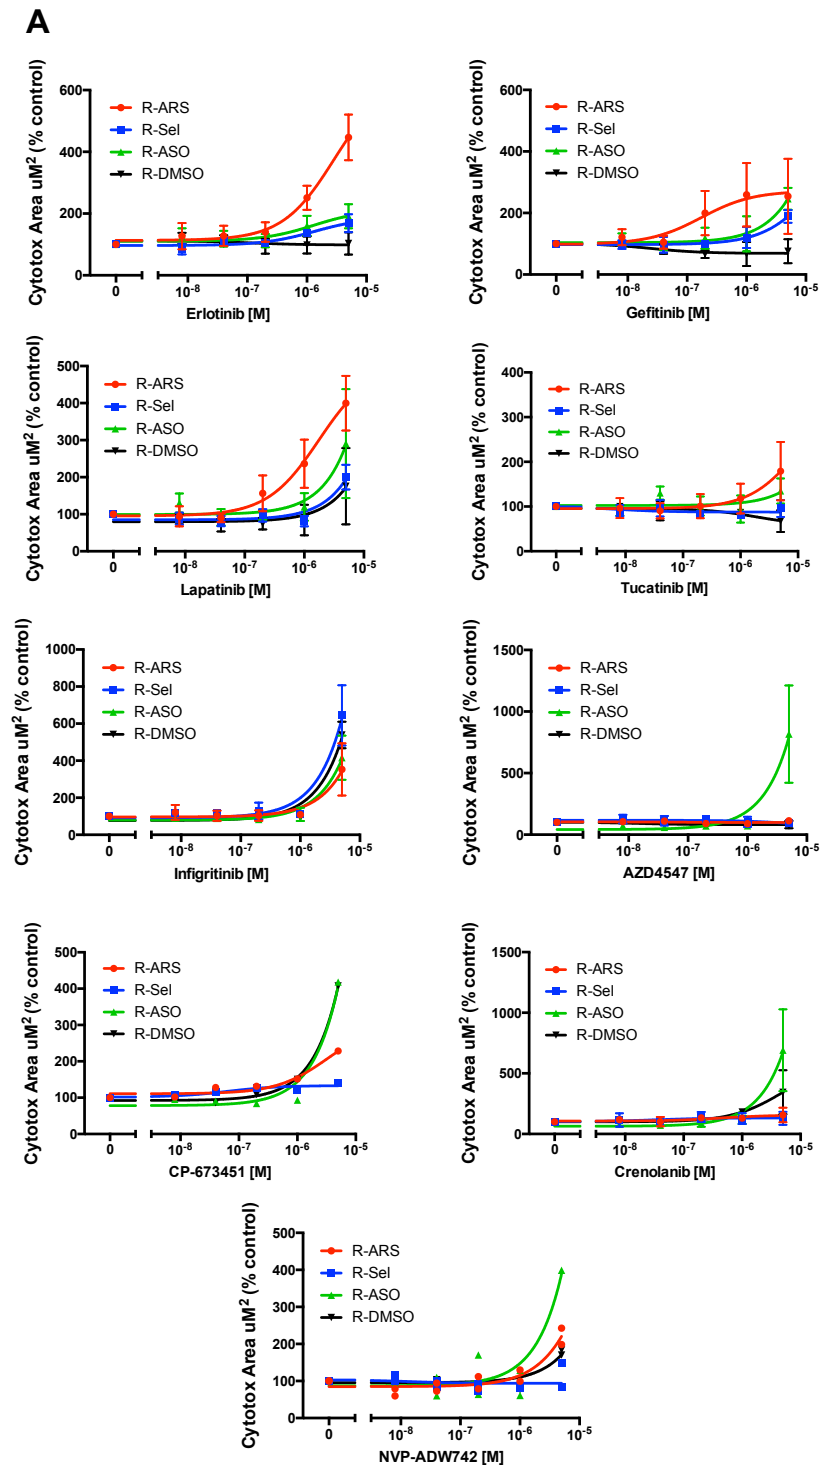 A
Cytotox Area uM² (% control)
600
400
200
0
R-ARS
R-Sel
R-ASO
R-DMSO
0 10⁻⁸ 10⁻⁷ 10⁻⁶ 10⁻⁵
Erlotinib [M]
Cytotox Area uM² (% control)
600
400
200
0
R-ARS
R-Sel
R-ASO
R-DMSO
0 10⁻⁸ 10⁻⁷ 10⁻⁶ 10⁻⁵
Gefitinib [M]
Cytotox Area uM² (% control)
500
400
300
200
100
0
R-ARS
R-Sel
R-ASO
R-DMSO
0 10⁻⁸ 10⁻⁷ 10⁻⁶ 10⁻⁵
Lapatinib [M]
Cytotox Area uM² (% control)
400
300
200
100
0
R-ARS
R-Sel
R-ASO
R-DMSO
0 10⁻⁸ 10⁻⁷ 10⁻⁶ 10⁻⁵
Tucatinib [M]
Cytotox Area uM² (% control)
1000
800
600
400
200
0
R-ARS
R-Sel
R-ASO
R-DMSO
0 10⁻⁸ 10⁻⁷ 10⁻⁶ 10⁻⁵
Infigritinib [M]
Cytotox Area uM² (% control)
1500
1000
500
0
R-ARS
R-Sel
R-ASO
R-DMSO
0 10⁻⁸ 10⁻⁷ 10⁻⁶ 10⁻⁵
AZD4547 [M]
Cytotox Area uM² (% control)
500
400
300
200
100
0
R-ARS
R-Sel
R-ASO
R-DMSO
0 10⁻⁸ 10⁻⁷ 10⁻⁶ 10⁻⁵
CP-673451 [M]
Cytotox Area uM² (% control)
1500
1000
500
0
R-ARS
R-Sel
R-ASO
R-DMSO
0 10⁻⁸ 10⁻⁷ 10⁻⁶ 10⁻⁵
Crenolanib [M]
Cytotox Area uM² (% control)
500
400
300
200
100
0
R-ARS
R-Sel
R-ASO
R-DMSO
0 10⁻⁸ 10⁻⁷ 10⁻⁶ 10⁻⁵
NVP-ADW742 [M]